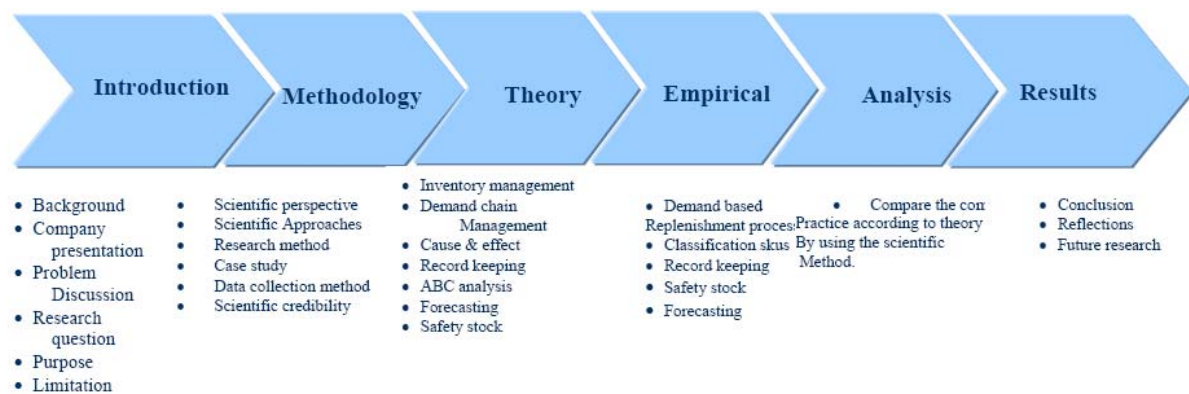 Introduction
Methodology
Theory
Empirical
Analysis
Results
• Background
• Company
presentation
• Problem
Discussion
• Research
question
• Purpose
• Limitation
• Scientific perspective
• Scientific Approaches
• Research method
• Case study
• Data collection method
• Scientific credibility
• Inventory management
• Demand chain
Management
• Cause & effect
• Record keeping
• ABC analysis
• Forecasting
• Safety stock
• Demand based
Replenishment process
• Classification skus
• Record keeping
• Safety stock
• Forecasting
• Compare the com
Practice according to theory
By using the scientific
Method.
• Conclusion
• Reflections
• Future research